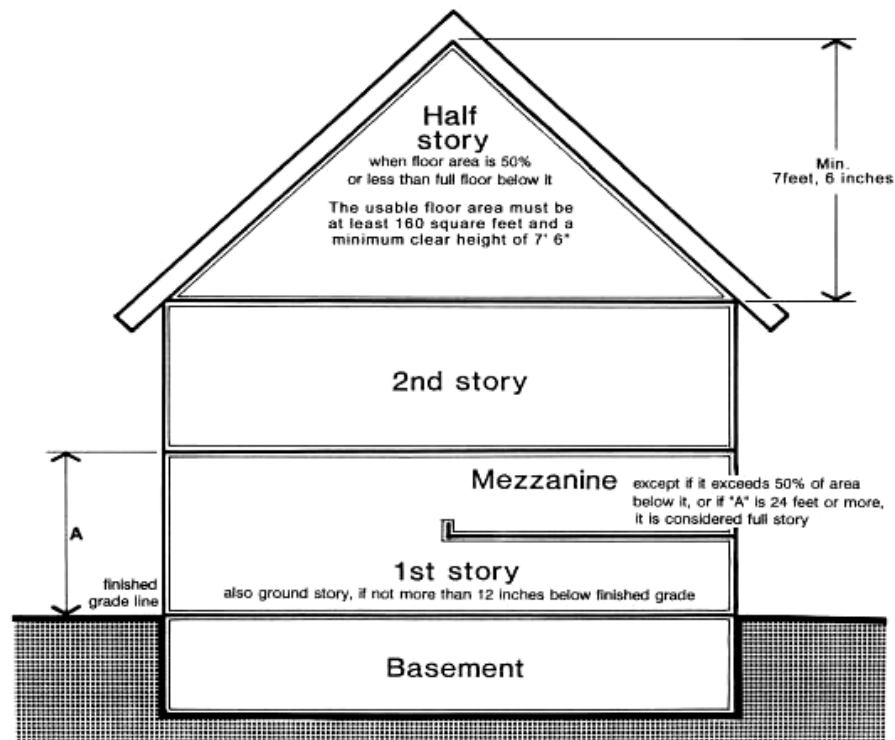 Half
story
when floor area is 50%
or less than full floor below it
The usable floor area must be
at least 160 square feet and a
minimum clear height of 7' 6"
Min.
7feet, 6 inches
2nd story
Mezzanine
except if it exceeds 50% of area
below it, or if "A" is 24 feet or more,
it is considered full story
A
1st story
also ground story, if not more than 12 inches below finished grade
finished
grade line
Basement